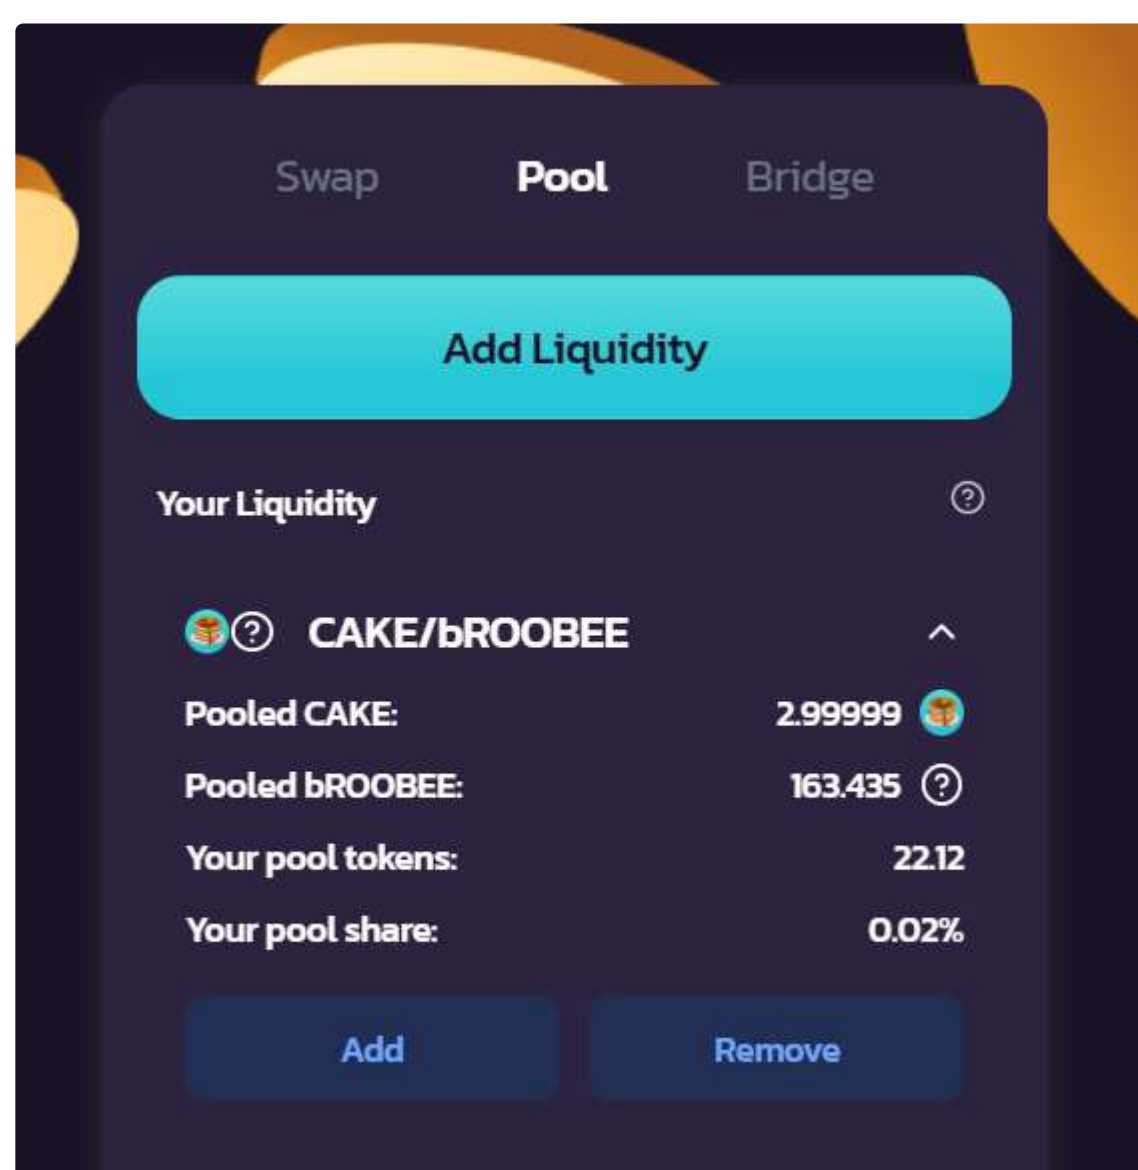 Swap Pool Bridge
Add Liquidity
Your Liquidity
CAKE/bROOBEE
Pooled CAKE: 2.99999
Pooled bROOBEE: 163.435
Your pool tokens: 22.12
Your pool share: 0.02%
Add Remove